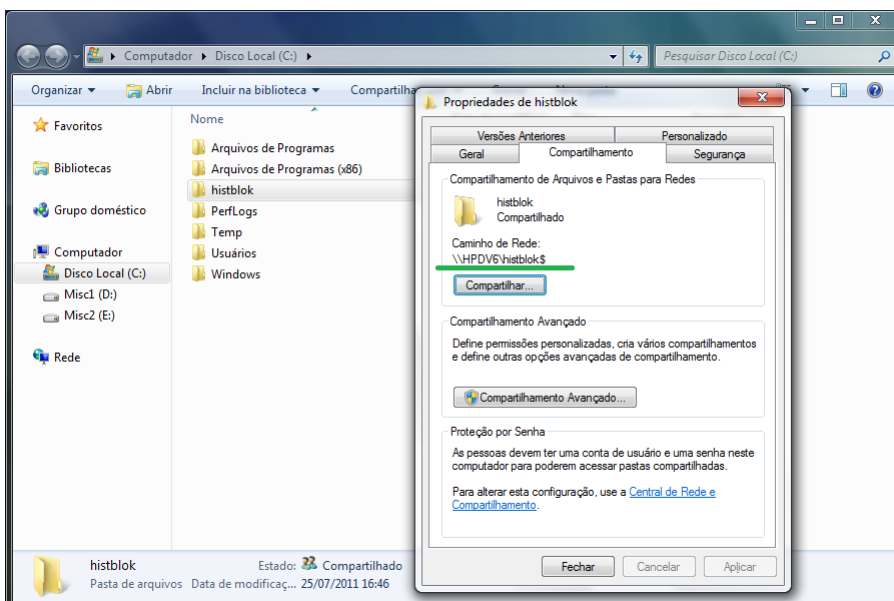 Computador ▸ Disco Local (C:) ▸
Pesquisar Disco Local (C:)
Organizar
Abrir
Incluir na biblioteca
Favoritos
Bibliotecas
Grupo doméstico
Computador
Disco Local (C:)
Misc1 (D:)
Misc2 (E:)
Rede
Nome
Arquivos de Programas
Arquivos de Programas (x86)
histblok
PerfLogs
Temp
Usuários
Windows
Propriedades de histblok
Versões Anteriores
Personalizado
Geral
Compartilhamento
Segurança
Compartilhamento de Arquivos e Pastas para Redes
histblok
Compartilhado
Caminho de Rede:
\\HPDV6\histblok$
Compartilhar...
Compartilhamento Avançado
Define permissões personalizadas, cria vários compartilhamentos
e define outras opções avançadas de compartilhamento.
Compartilhamento Avançado...
Proteção por Senha
As pessoas devem ter uma conta de usuário e uma senha neste
computador para poderem acessar pastas compartilhadas.
Para alterar esta configuração, use a Central de Rede e
Compartilhamento.
Fechar
Cancelar
Aplicar
histblok
Estado: Compartilhado
Pasta de arquivos Data de modificaç... 25/07/2011 16:46